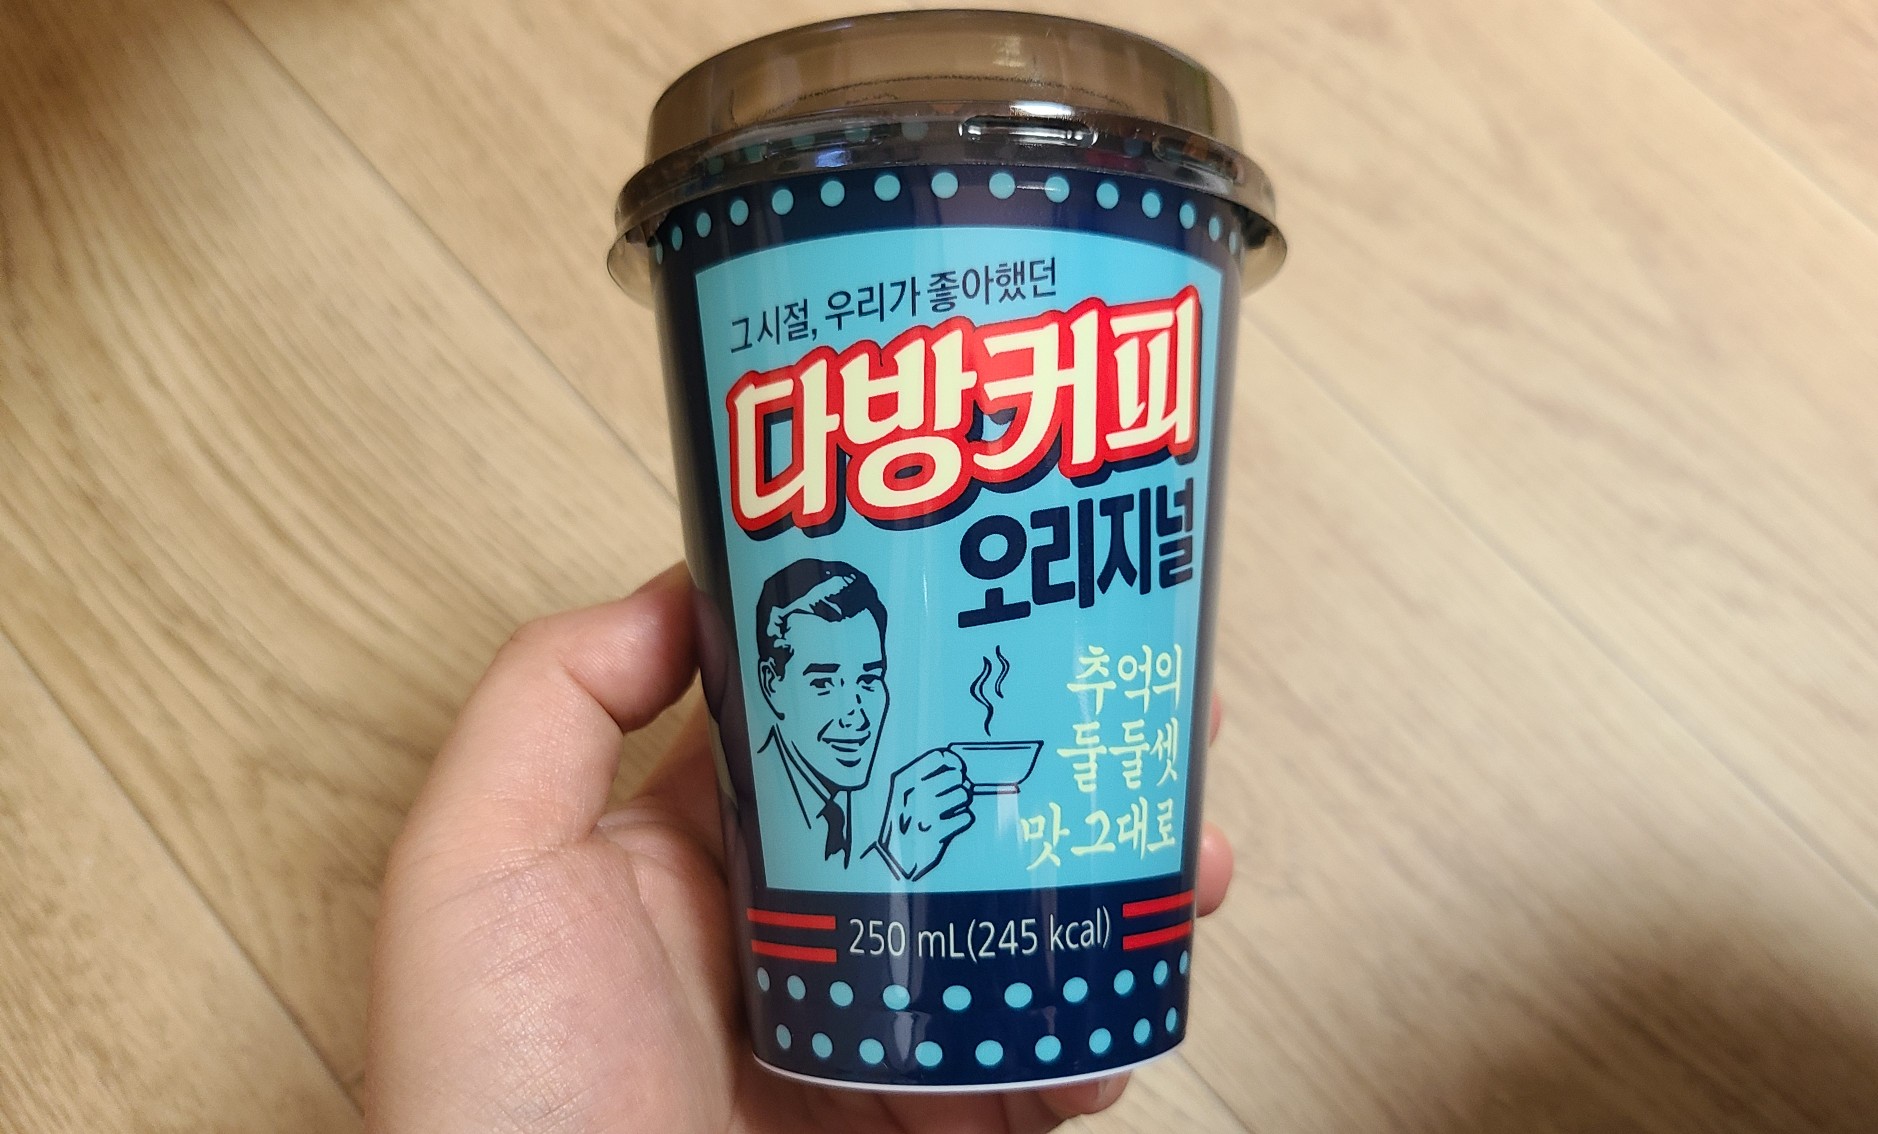 그 시절, 우리가 좋아했던
다방커피
오리지널
추억의
둘둘셋
맛 그대로
250 mL(245 kcal)